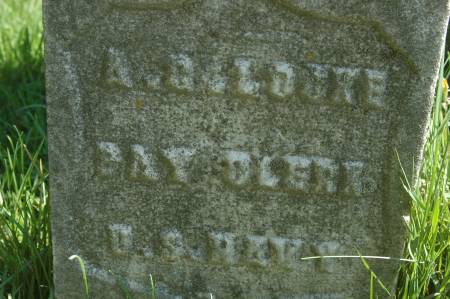 A. B. LOCKE
PAY CLERK
U.S. NAVY